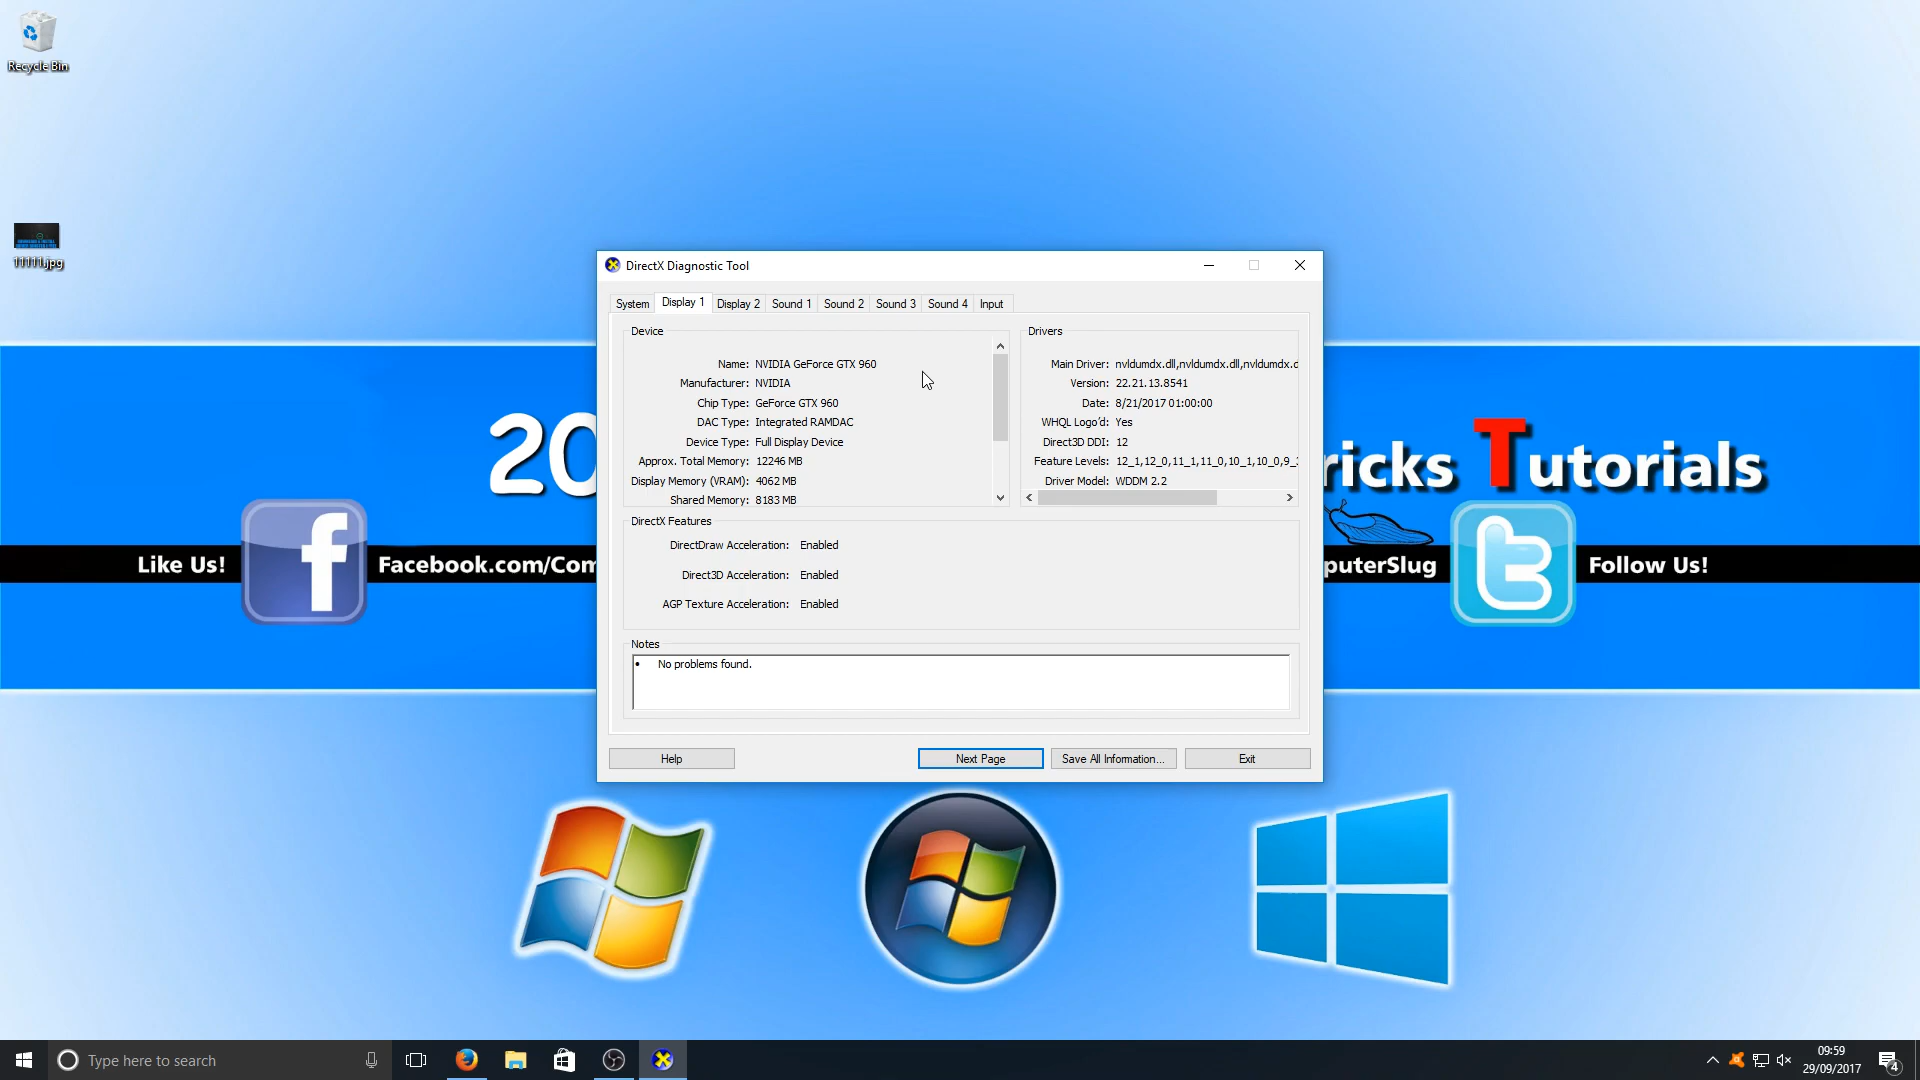 Recycle Bin
11111.jpg
DirectX Diagnostic Tool
System Display 1 Display 2 Sound 1 Sound 2 Sound 3 Sound 4 Input
Device
Name: NVIDIA GeForce GTX 960
Manufacturer: NVIDIA
Chip Type: GeForce GTX 960
DAC Type: Integrated RAMDAC
Device Type: Full Display Device
Approx. Total Memory: 12246 MB
Display Memory (VRAM): 4062 MB
Shared Memory: 8183 MB
Drivers
Main Driver: nvldumdx.dll,nvldumdx.dll,nvldumdx.d
Version: 22.21.13.8541
Date: 8/21/2017 01:00:00
WHQL Logo'd: Yes
Direct3D DDI: 12
Feature Levels: 12_1,12_0,11_1,11_0,10_1,10_0,9_3
Driver Model: WDDM 2.2
DirectX Features
DirectDraw Acceleration: Enabled
Direct3D Acceleration: Enabled
AGP Texture Acceleration: Enabled
Notes
• No problems found.
Help Next Page Save All Information... Exit
20
ricks Tutorials
Like Us! f Facebook.com/Com
puterSlug t Follow Us!
Type here to search
09:59
29/09/2017
4